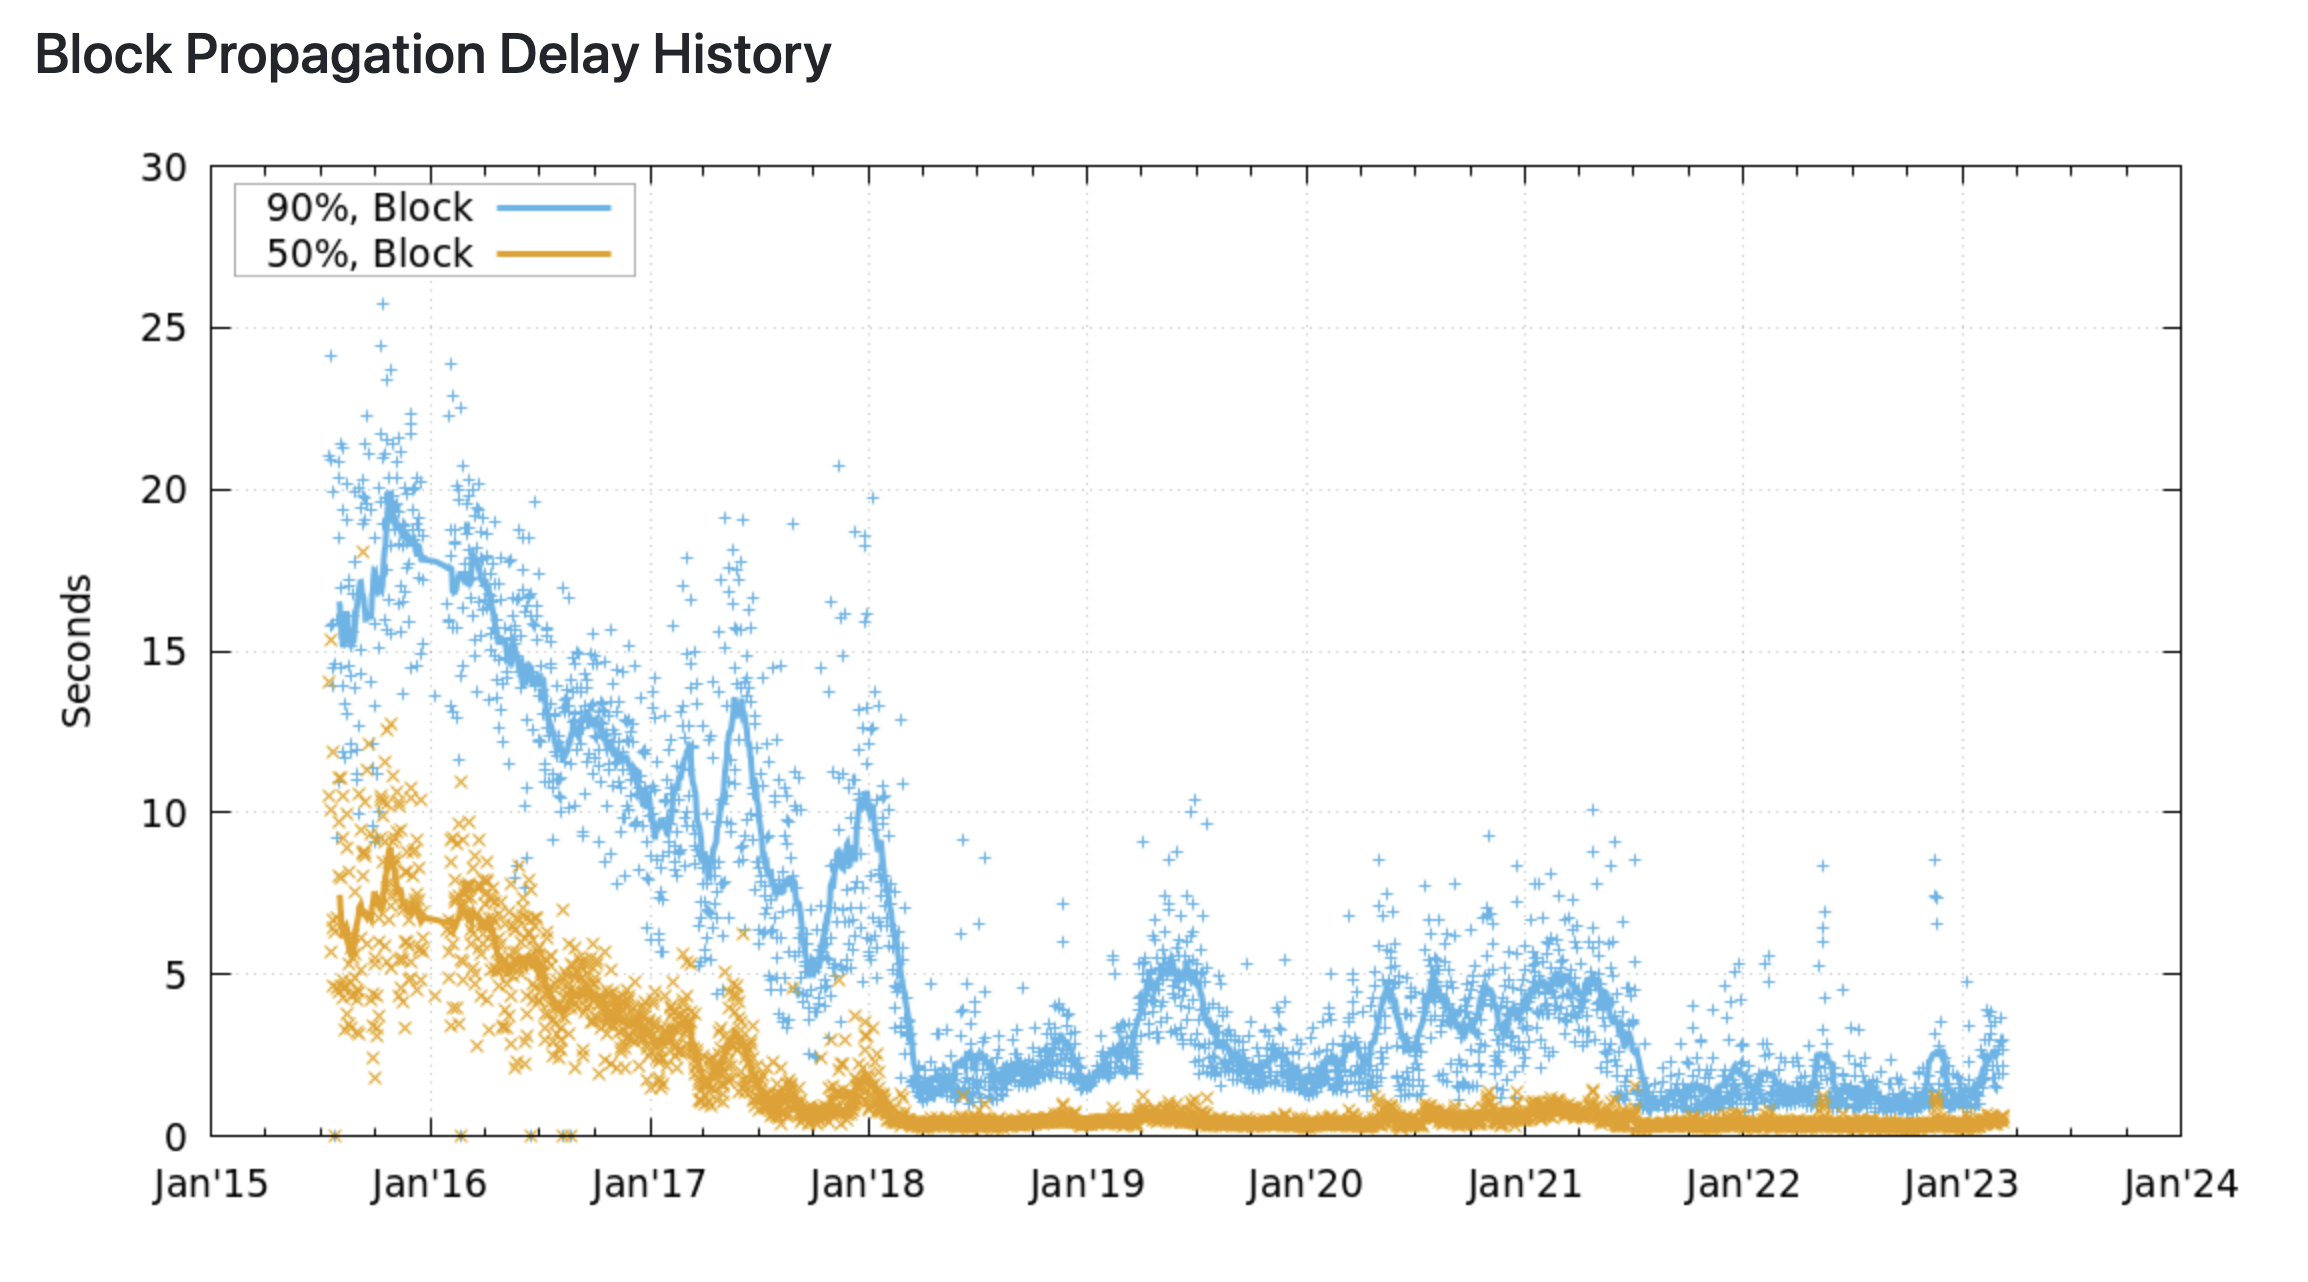 Block Propagation Delay History
90%, Block
50%, Block
30
25
20
15
10
5
0
Seconds
Jan'15 Jan'16 Jan'17 Jan'18 Jan'19 Jan'20 Jan'21 Jan'22 Jan'23 Jan'24